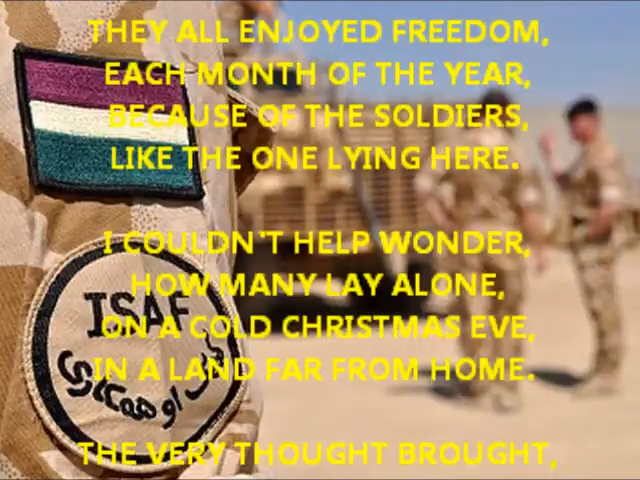 THEY ALL ENJOYED FREEDOM,
EACH MONTH OF THE YEAR,
BECAUSE OF THE SOLDIERS,
LIKE THE ONE LYING HERE.
I COULDN'T HELP WONDER,
HOW MANY LAY ALONE,
ON A COLD CHRISTMAS EVE,
IN A LAND FAR FROM HOME.
THE VERY THOUGHT BROUGHT,
ISAF